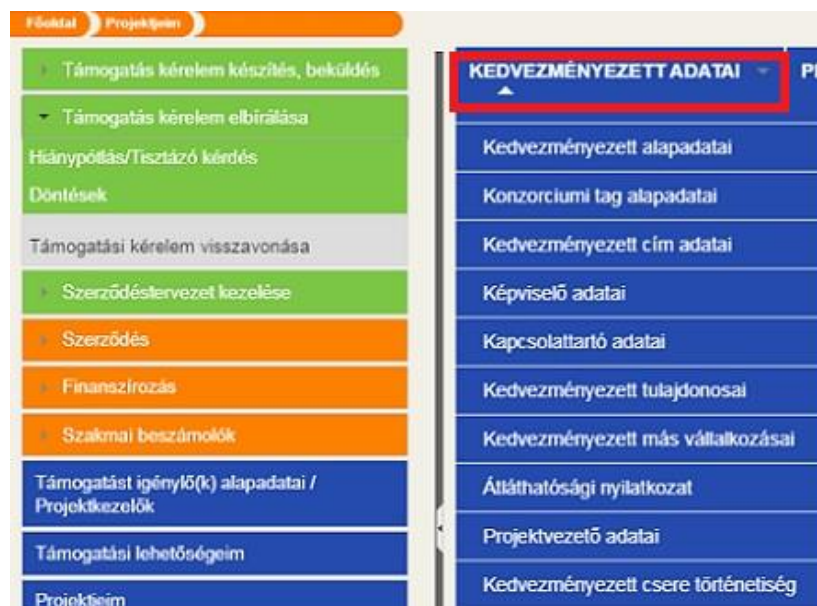 Főoldal Projektjeim
Támogatás kérelem készítés, beküldés
Támogatás kérelem elbírálása
Hiánypótlás/Tisztázó kérdés
Döntések
Támogatási kérelem visszavonása
Szerződéstervezet kezelése
Szerződés
Finanszírozás
Szakmai beszámolók
Támogatást igénylő(k) alapadatai /
Projektkezelők
Támogatási lehetőségeim
Projektjeim
KEDVEZMÉNYEZETT ADATAI
Kedvezményezett alapadatai
Konzorciumi tag alapadatai
Kedvezményezett cím adatai
Képviselő adatai
Kapcsolattartó adatai
Kedvezményezett tulajdonosai
Kedvezményezett más vállalkozásai
Átláthatósági nyilatkozat
Projektvezető adatai
Kedvezményezett csere történetiség